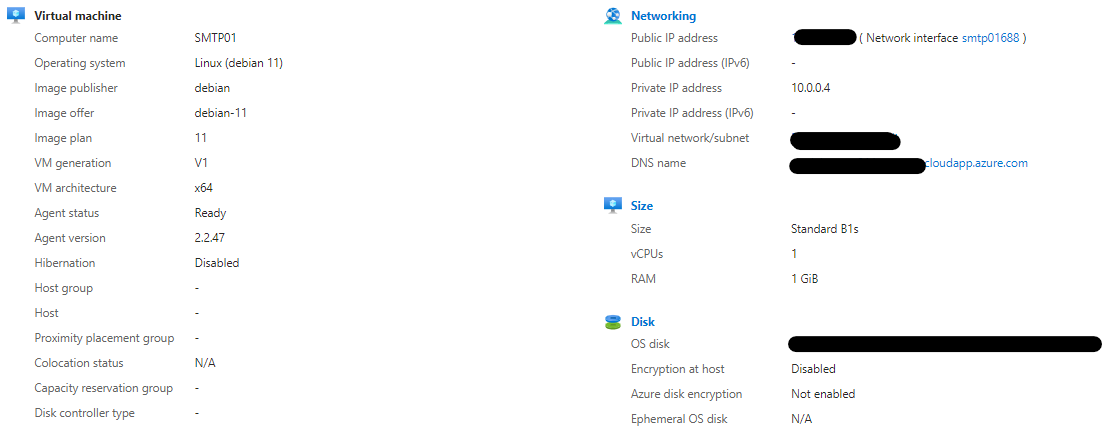 Virtual machine
Computer name SMTP01
Operating system Linux (debian 11)
Image publisher debian
Image offer debian-11
Image plan 11
VM generation V1
VM architecture x64
Agent status Ready
Agent version 2.2.47
Hibernation Disabled
Host group -
Host -
Proximity placement group -
Colocation status N/A
Capacity reservation group -
Disk controller type -
Networking
Public IP address ( Network interface smtp01688 )
Public IP address (IPv6) -
Private IP address 10.0.0.4
Private IP address (IPv6) -
Virtual network/subnet
DNS name cloudapp.azure.com
Size
Size Standard B1s
vCPUs 1
RAM 1 GiB
Disk
OS disk
Encryption at host Disabled
Azure disk encryption Not enabled
Ephemeral OS disk N/A